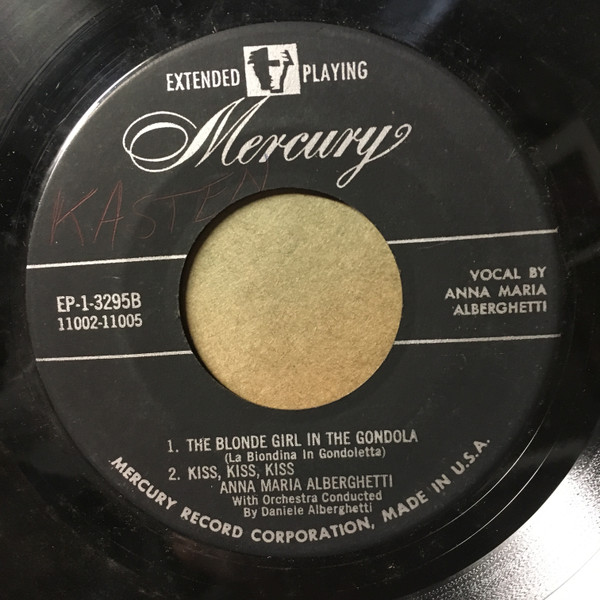 EXTENDED PLAYING
Mercury
KASTEN
EP-1-3295B
11002-11005
VOCAL BY
ANNA MARIA
ALBERGHETTI
1. THE BLONDE GIRL IN THE GONDOLA
(La Biondina In Gondoletta)
2. KISS, KISS, KISS
ANNA MARIA ALBERGHETTI
With Orchestra Conducted
By Daniele Alberghetti
MERCURY RECORD CORPORATION, MADE IN U.S.A.